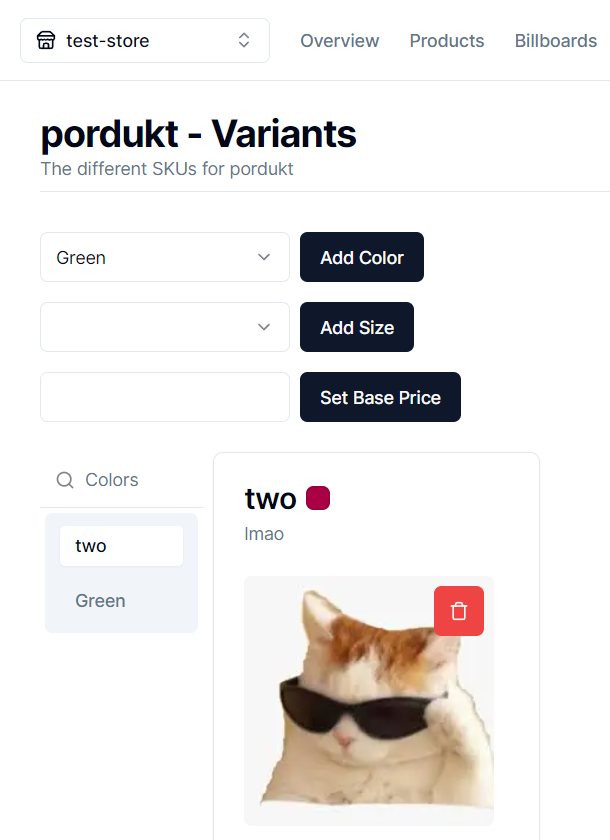 test-store Overview Products Billboards
pordukt - Variants
The different SKUs for pordukt
Green Add Color
Add Size
Set Base Price
Colors
two
Green
two
lmao